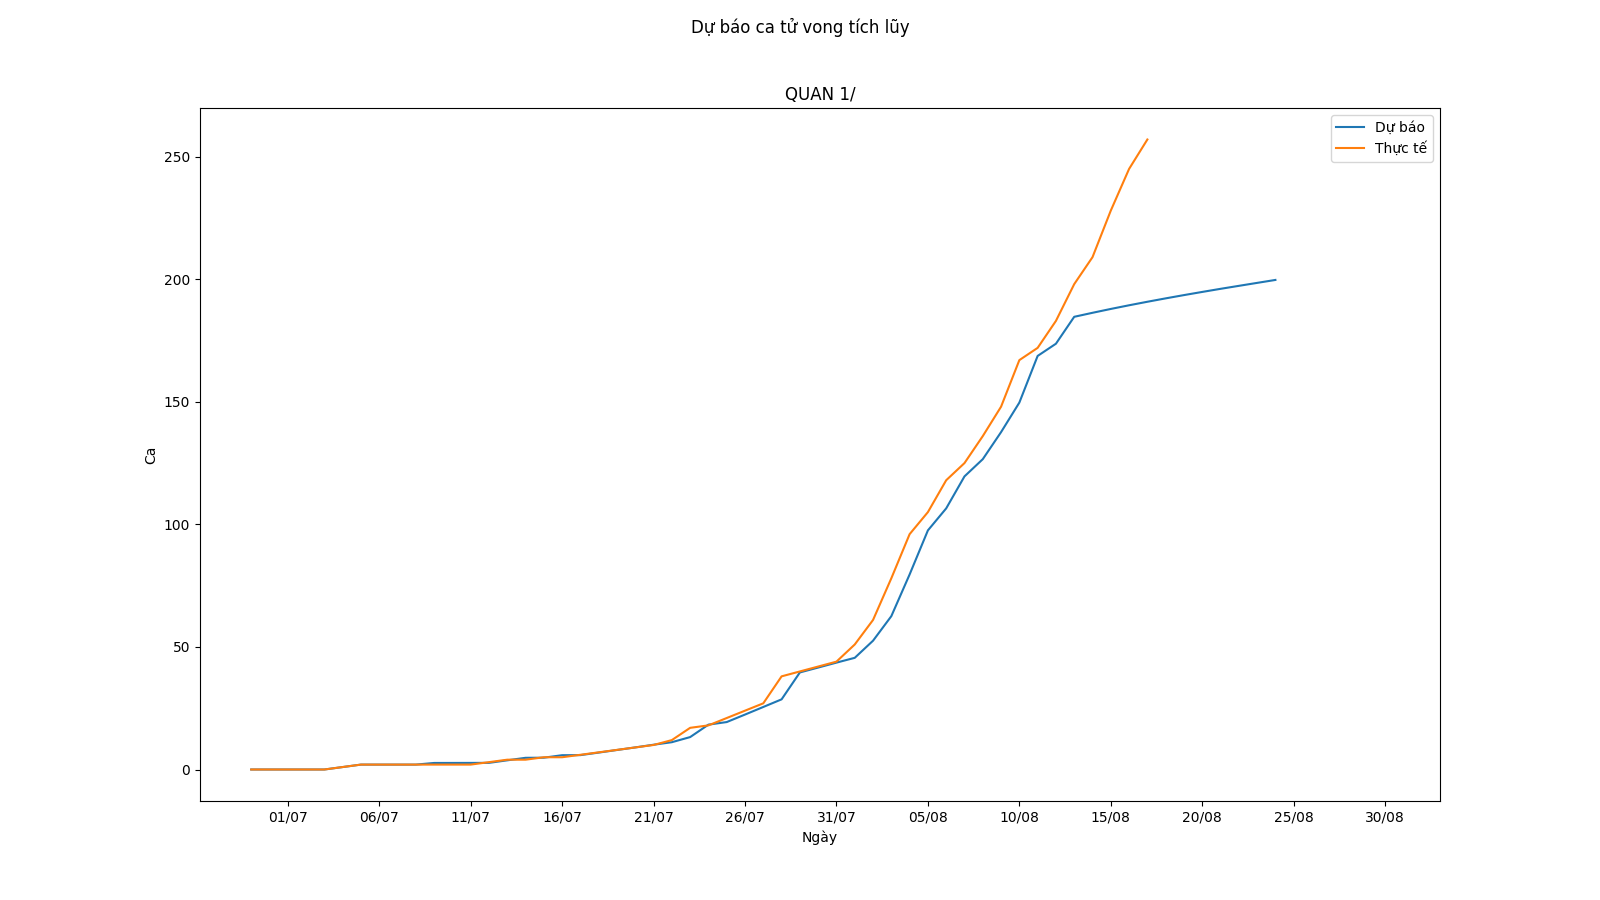 Dự báo ca tử vong tích lũy
QUAN 1/
Dự báo
Thực tế
250
200
150
100
50
0
Ca
01/07 06/07 11/07 16/07 21/07 26/07 31/07 05/08 10/08 15/08 20/08 25/08 30/08
Ngày